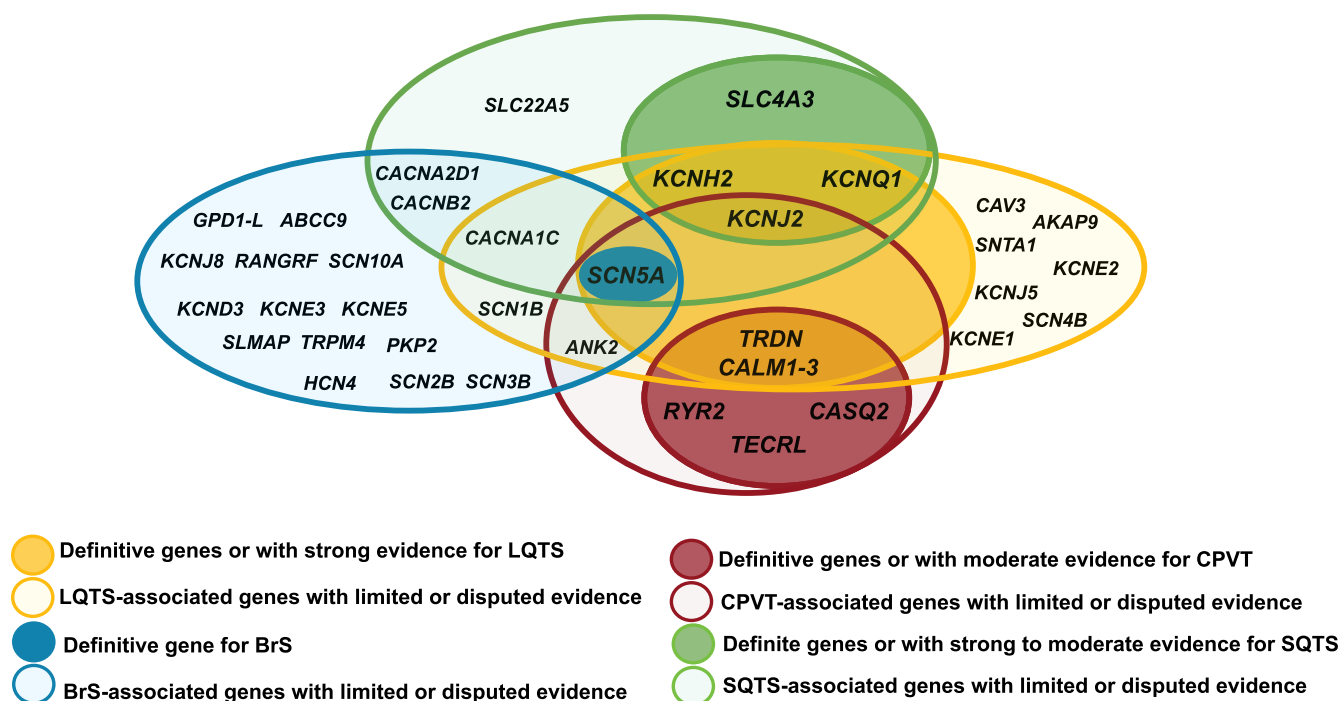 SLC22A5
SLC4A3
CACNA2D1
CACNB2
KCNH2 KCNQ1
KCNJ2
CACNA1C
GPD1-L ABCC9
KCNJ8 RANGRF SCN10A
KCND3 KCNE3 KCNE5
SLMAP TRPM4 PKP2
HCN4 SCN2B SCN3B
SCN5A
SCN1B
ANK2
CAV3
AKAP9
SNTA1
KCNE2
KCNJ5
SCN4B
KCNE1
TRDN
CALM1-3
RYR2 CASQ2
TECRL
Definitive genes or with strong evidence for LQTS
LQTS-associated genes with limited or disputed evidence
Definitive gene for BrS
BrS-associated genes with limited or disputed evidence
Definitive genes or with moderate evidence for CPVT
CPVT-associated genes with limited or disputed evidence
Definite genes or with strong to moderate evidence for SQTS
SQTS-associated genes with limited or disputed evidence